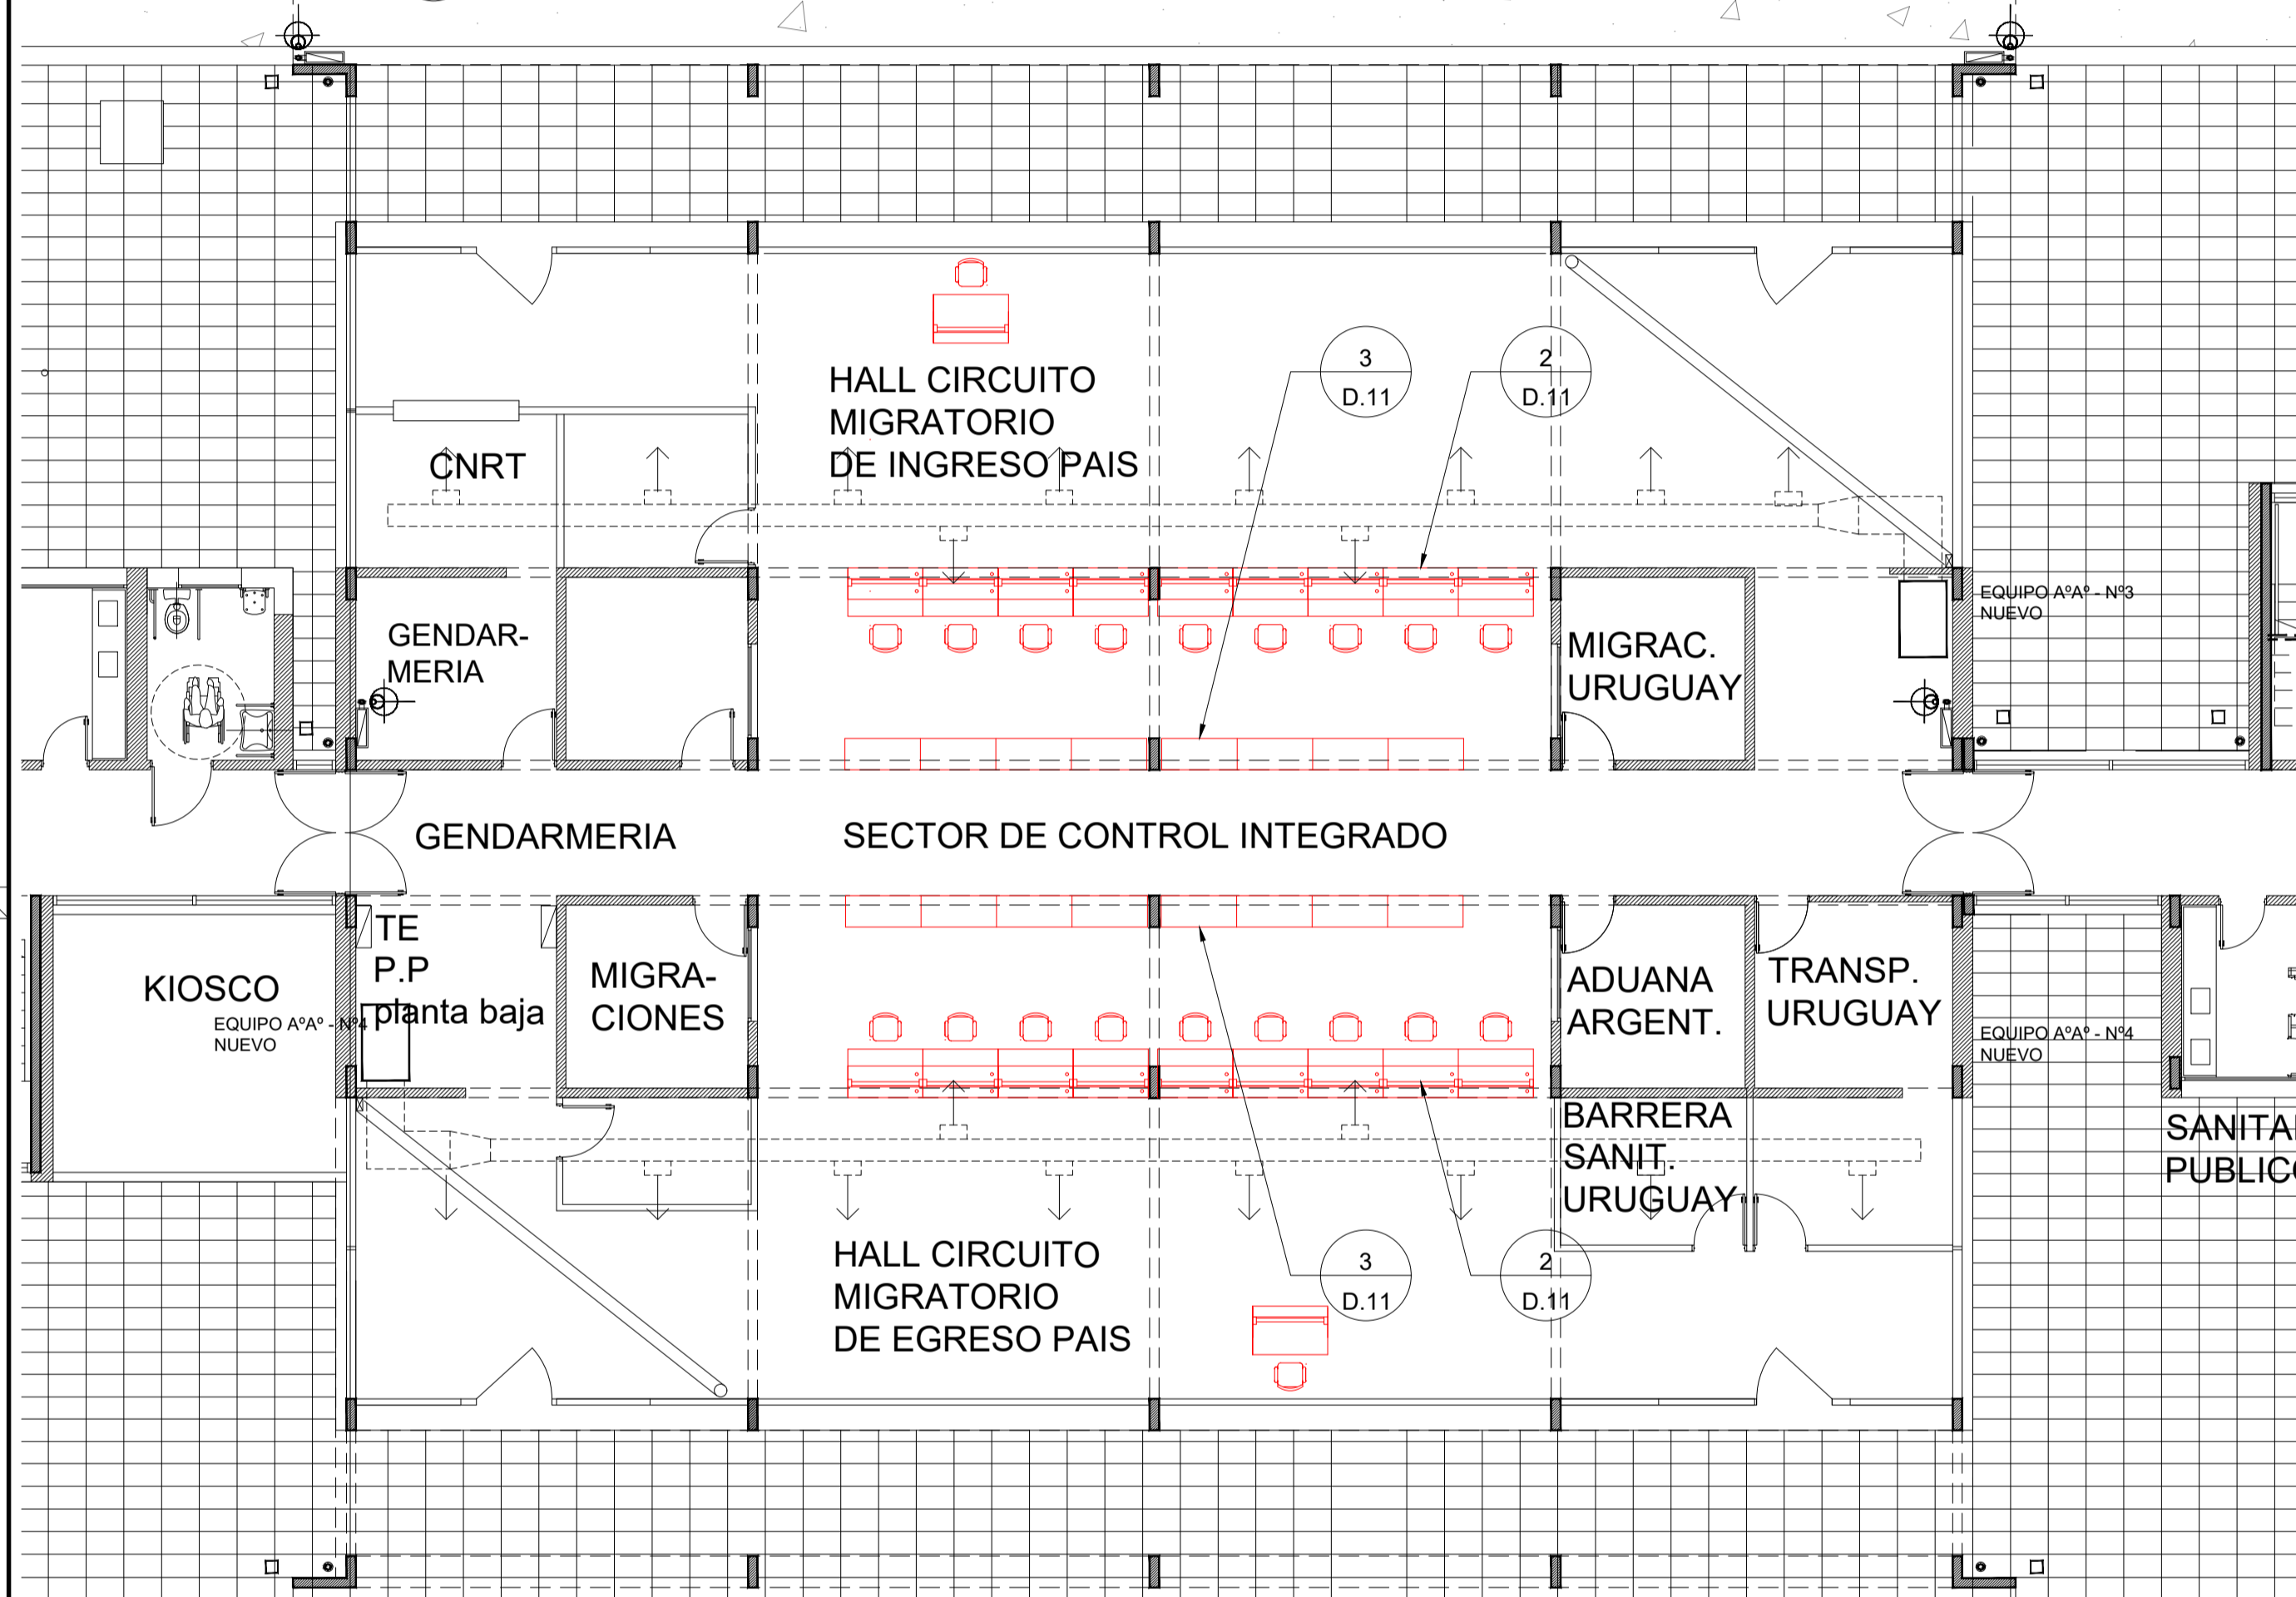 3
D.11
2
D.11
HALL CIRCUITO
MIGRATORIO
DE INGRESO PAIS
CNRT
EQUIPO AºAº - Nº3
NUEVO
GENDAR-
MERIA
MIGRAC.
URUGUAY
GENDARMERIA
SECTOR DE CONTROL INTEGRADO
TE
P.P
planta baja
KIOSCO
EQUIPO AºAº - Nº4
NUEVO
MIGRA-
CIONES
ADUANA
ARGENT.
TRANSP.
URUGUAY
EQUIPO AºAº - Nº4
NUEVO
BARRERA
SANIT.
URUGUAY
HALL CIRCUITO
MIGRATORIO
DE EGRESO PAIS
3
D.11
2
D.11